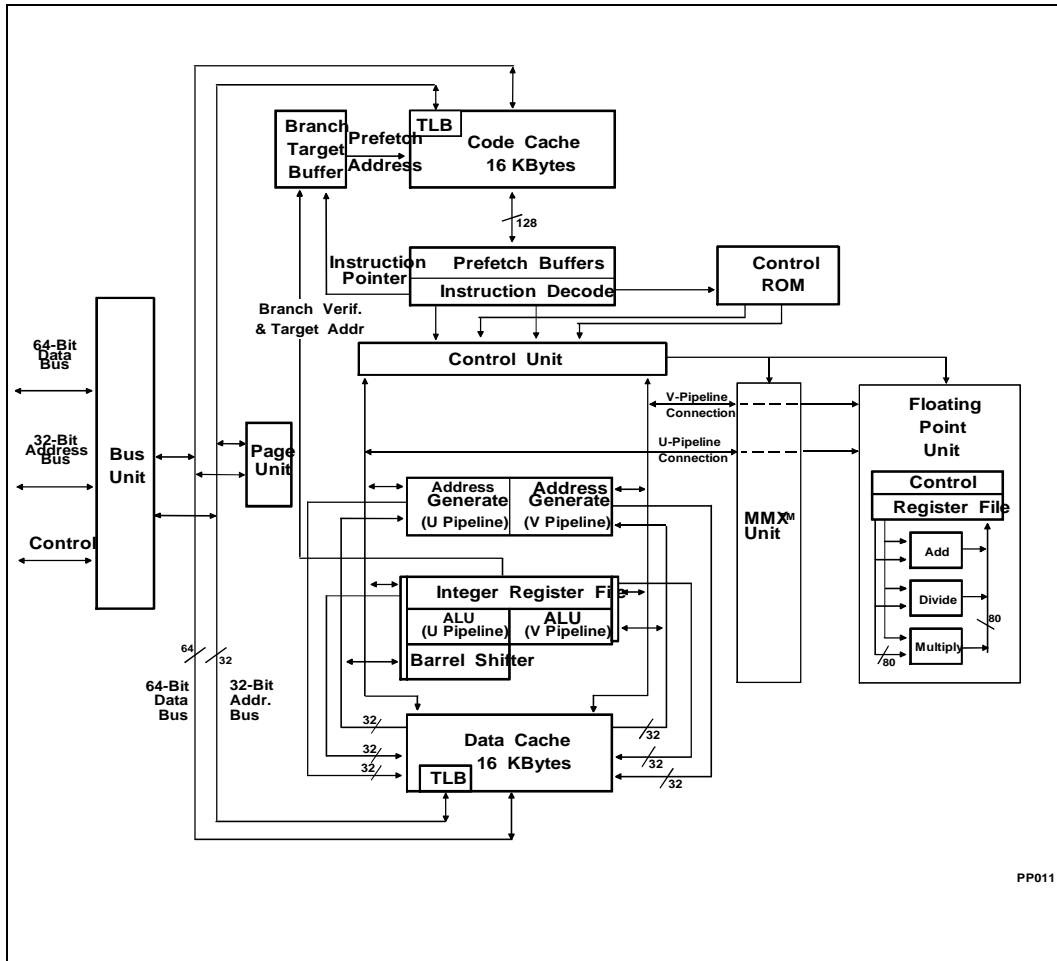 TLB
Code Cache
16 KBytes
Branch
Target
Buffer
Prefetch
Address
128
Instruction
Pointer
Prefetch Buffers
Instruction Decode
Control
ROM
Branch Verif.
& Target Addr
Control Unit
64-Bit
Data
Bus
32-Bit
Address
Bus
Control
Bus
Unit
Page
Unit
V-Pipeline
Connection
U-Pipeline
Connection
Address
Generate
(U Pipeline)
Address
Generate
(V Pipeline)
MMX™
Unit
Floating
Point
Unit
Control
Register File
Add
Divide
Multiply
80
80
Integer Register File
ALU
(U Pipeline)
ALU
(V Pipeline)
Barrel Shifter
64
32
64-Bit
Data
Bus
32-Bit
Addr.
Bus
32
32
32
Data Cache
16 KBytes
TLB
32
32
32
PP011